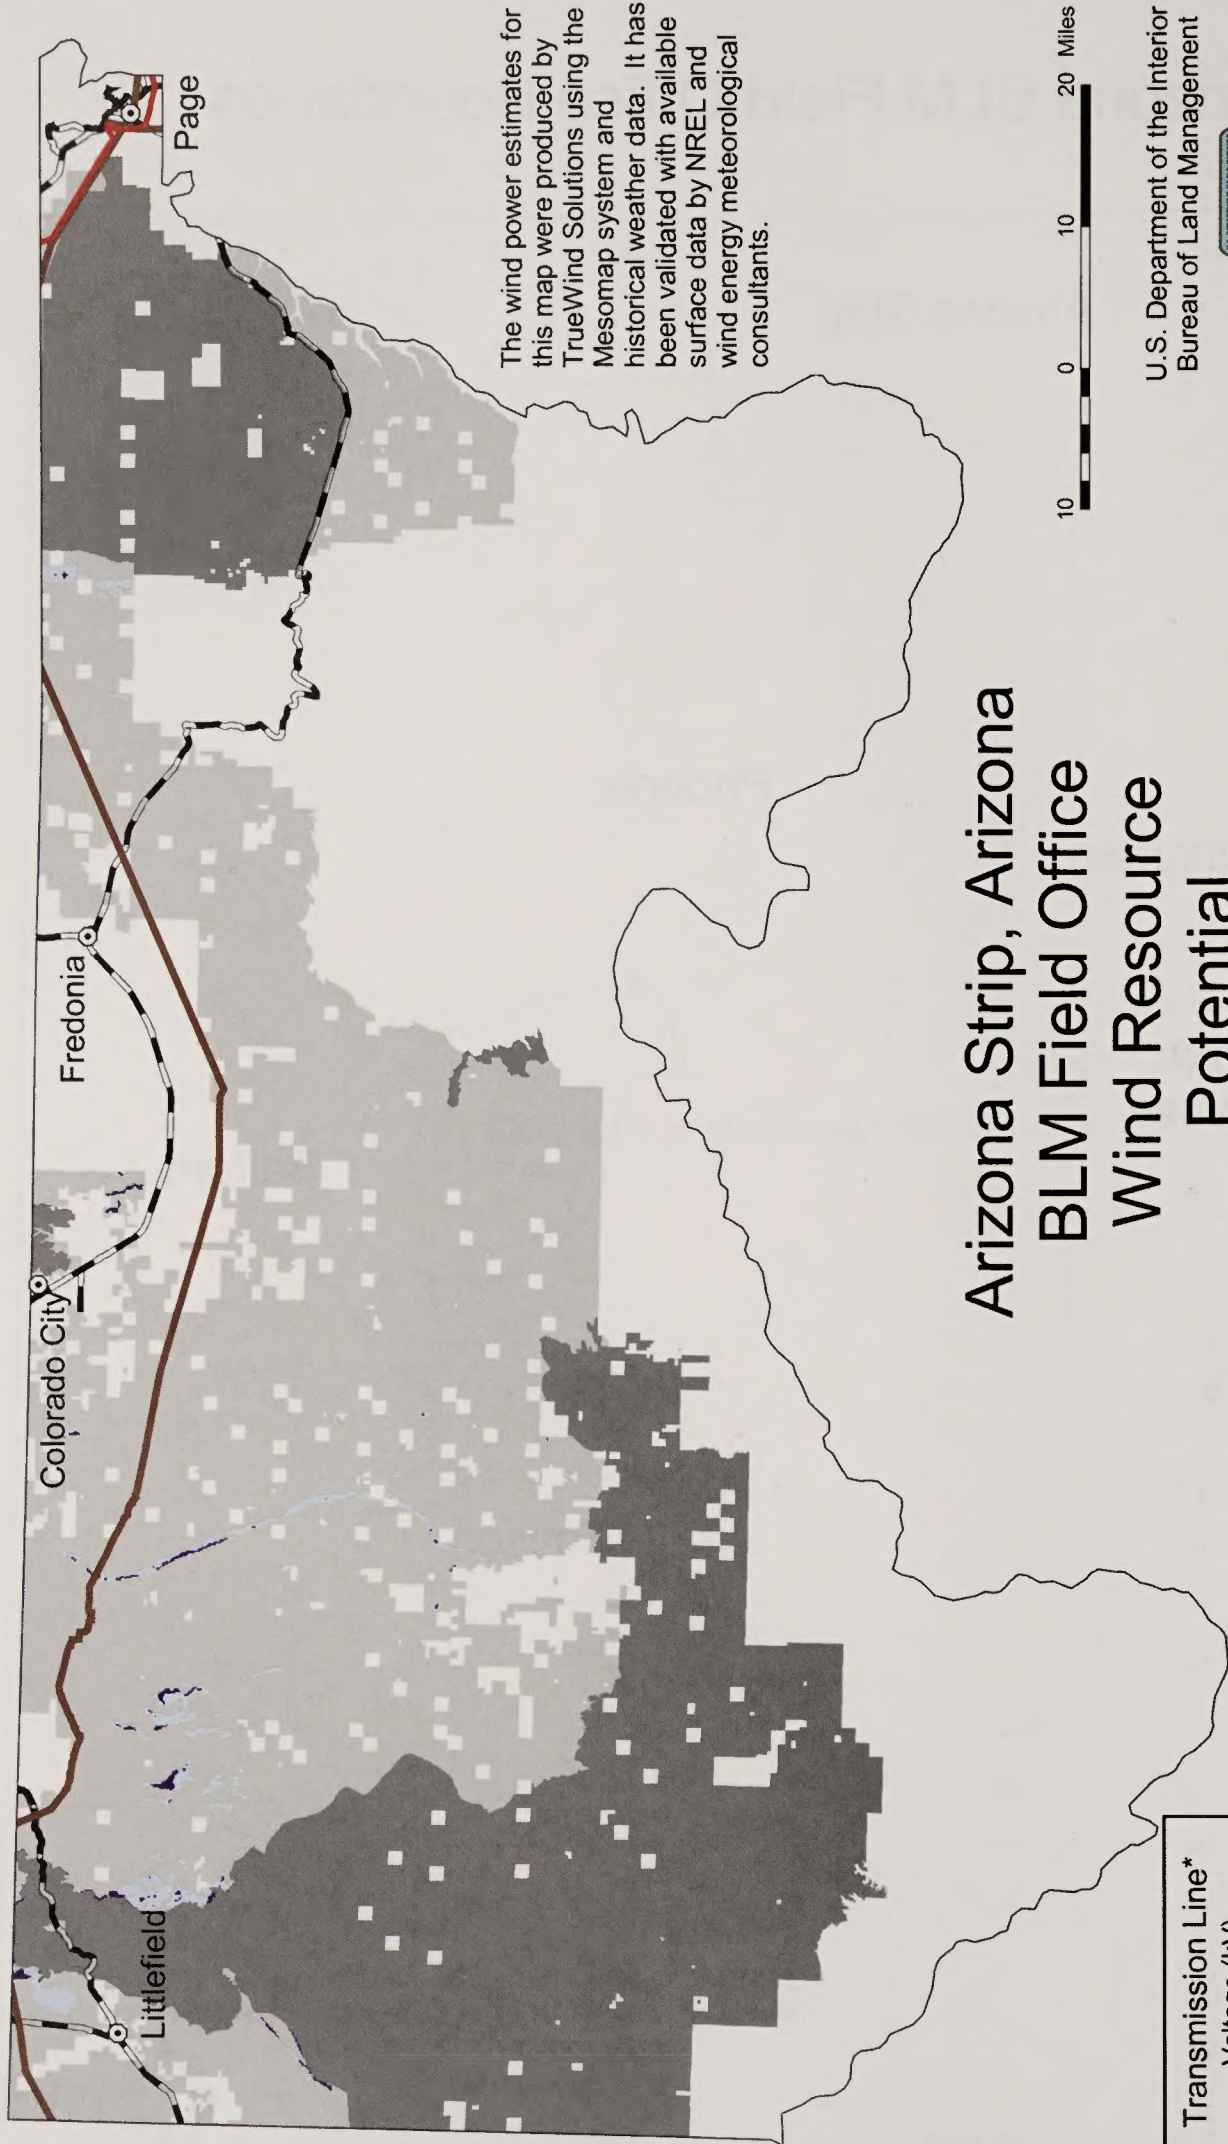 Page
Fredonia
Colorado City
Littlefield
The wind power estimates for
this map were produced by
TrueWind Solutions using the
Mesomap system and
historical weather data. It has
been validated with available
surface data by NREL and
wind energy meteorological
consultants.
10 0 10 20 Miles
U.S. Department of the Interior
Bureau of Land Management
Arizona Strip, Arizona
BLM Field Office
Wind Resource
Potential
Transmission Line*
Voltage (kV)